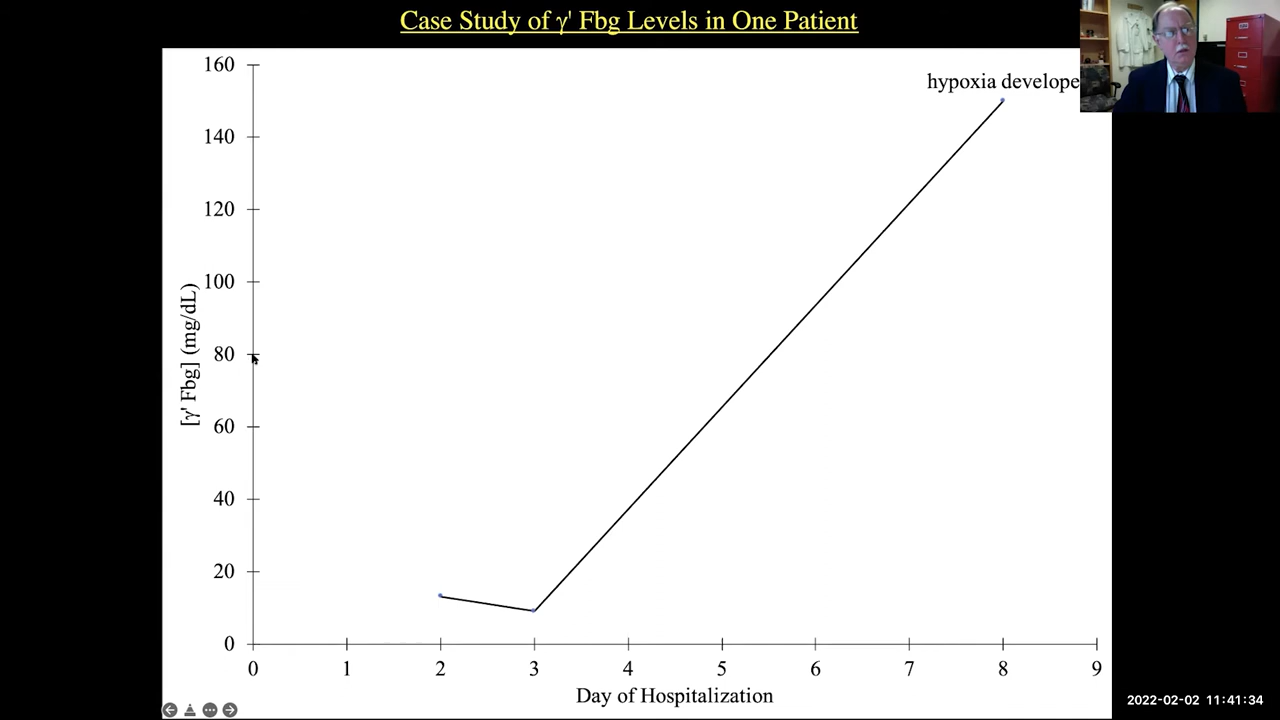 Case Study of γ' Fbg Levels in One Patient
160
hypoxia develope
140
120
100
80
60
40
20
0
[γ' Fbg] (mg/dL)
0 1 2 3 4 5 6 7 8 9
Day of Hospitalization
2022-02-02 11:41:34